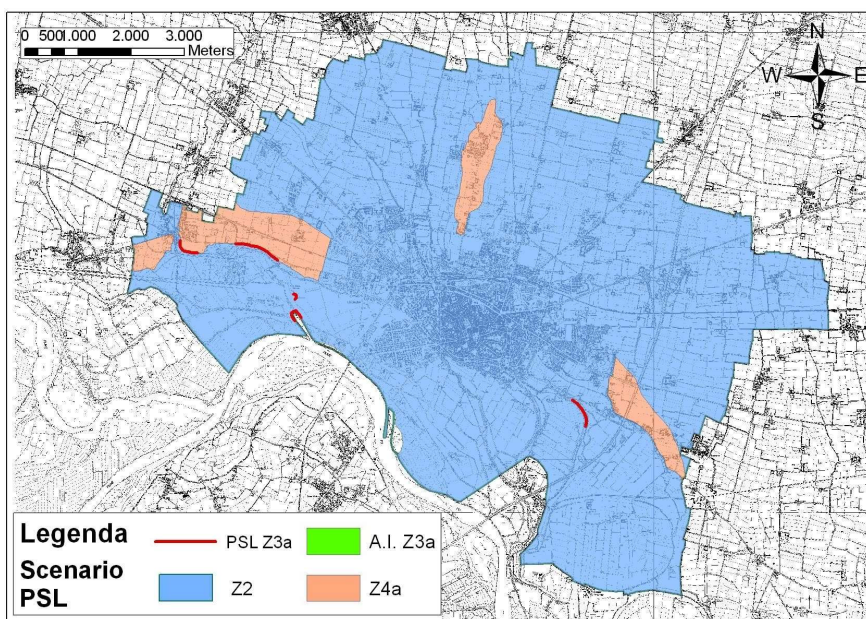 0 500 1.000 2.000 3.000
Meters
N
W E
S
Legenda
Scenario
PSL
PSL Z3a
A.I. Z3a
Z2
Z4a